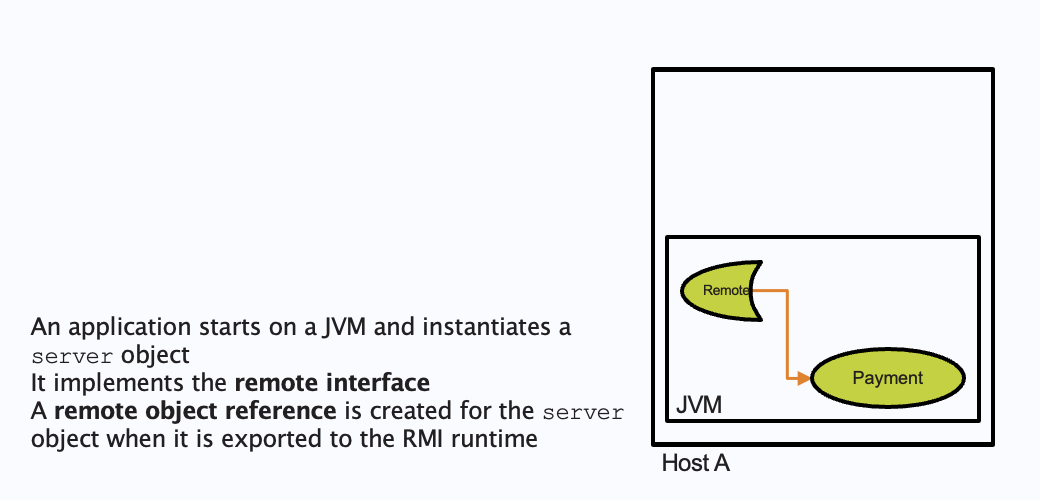 An application starts on a JVM and instantiates a
server object
It implements the remote interface
A remote object reference is created for the server
object when it is exported to the RMI runtime
Remote
Payment
JVM
Host A